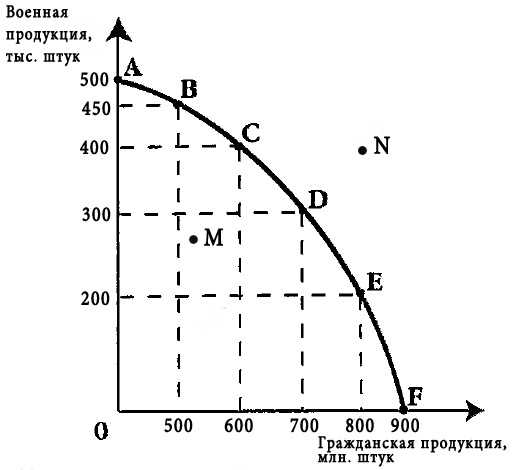 Военная
продукция,
тыс. штук
500 A
450 B
400 C
N
300 D
M
200 E
F
0 500 600 700 800 900
Гражданская продукция,
млн. штук